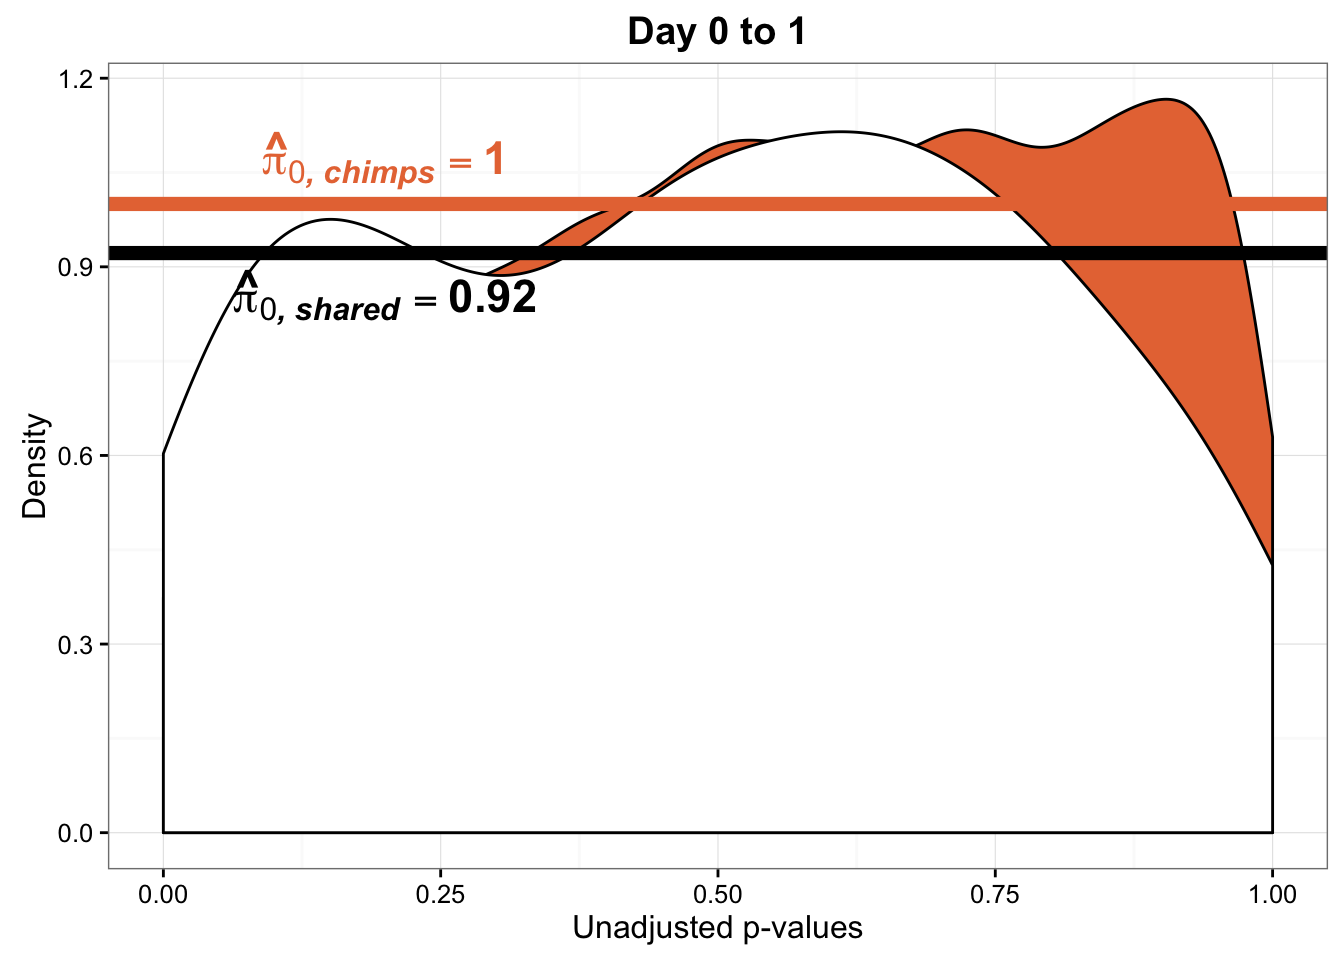 Day 0 to 1
1.2
0.9
0.6
0.3
0.0
Density
π̂0, chimps = 1
π̂0, shared = 0.92
0.00 0.25 0.50 0.75 1.00
Unadjusted p-values